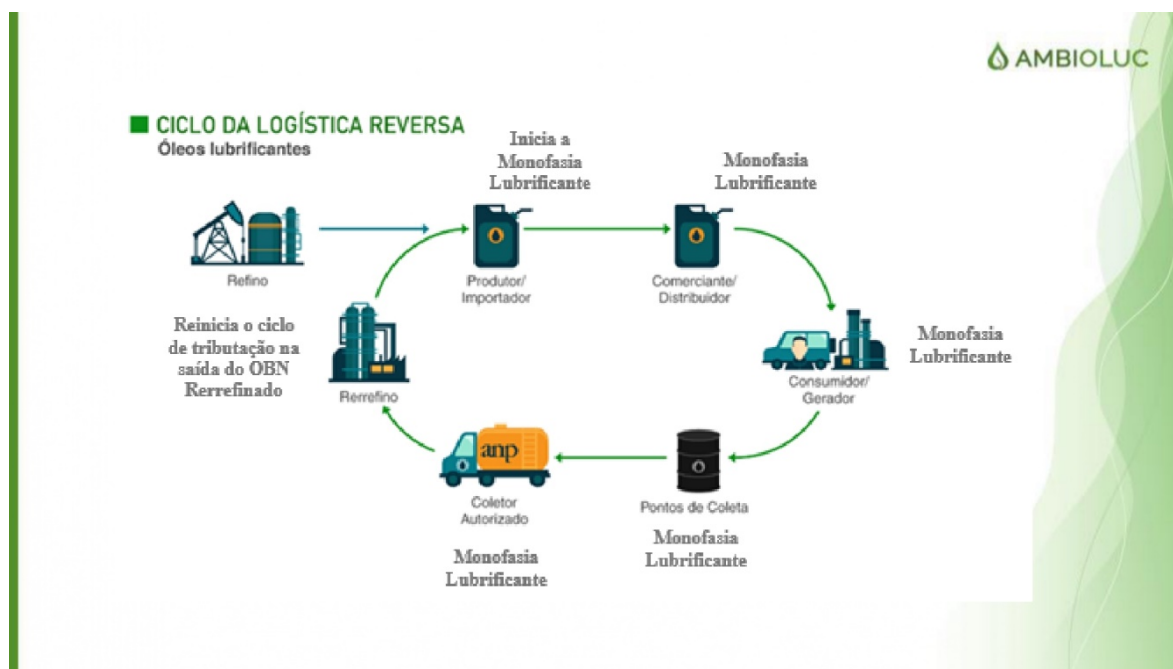 AMBIOLUC
CICLO DA LOGÍSTICA REVERSA
Óleos lubrificantes
Inicia a
Monofasia
Lubrificante
Monofasia
Lubrificante
Refino
Produtor/
Importador
Comerciante/
Distribuidor
Reinicia o ciclo
de tributação na
saída do OBN
Rerrefinado
Rerrefino
Monofasia
Lubrificante
Consumidor/
Gerador
anp
Coletor
Autorizado
Pontos de Coleta
Monofasia
Lubrificante
Monofasia
Lubrificante